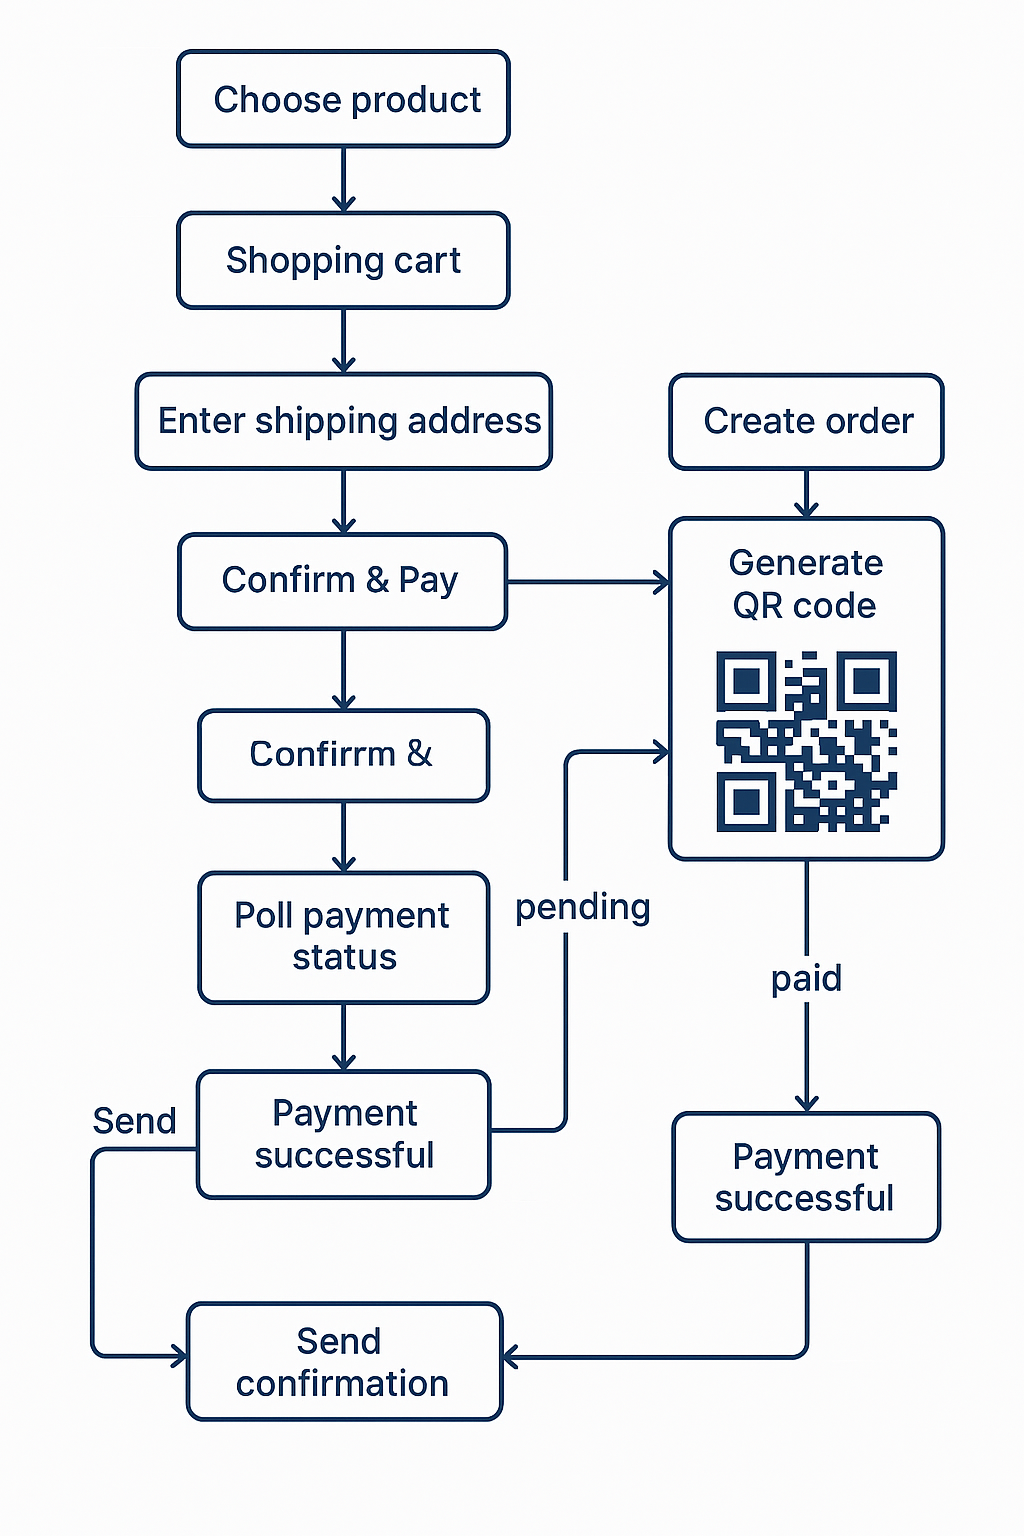 Choose product
Shopping cart
Enter shipping address
Create order
Confirm & Pay
Generate
QR code
Confirrm &
Poll payment
status
pending
paid
Payment
successful
Send
Payment
successful
Send
confirmation